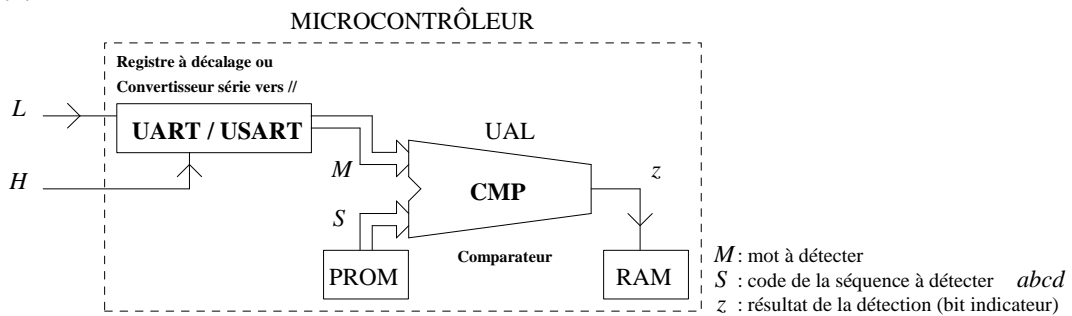 MICROCONTRÔLEUR
Registre à décalage ou
Convertisseur série vers //
L
UART / USART
UAL
H
M
CMP
z
S
Comparateur
PROM
RAM
M : mot à détecter
S : code de la séquence à détecter abcd
z : résultat de la détection (bit indicateur)